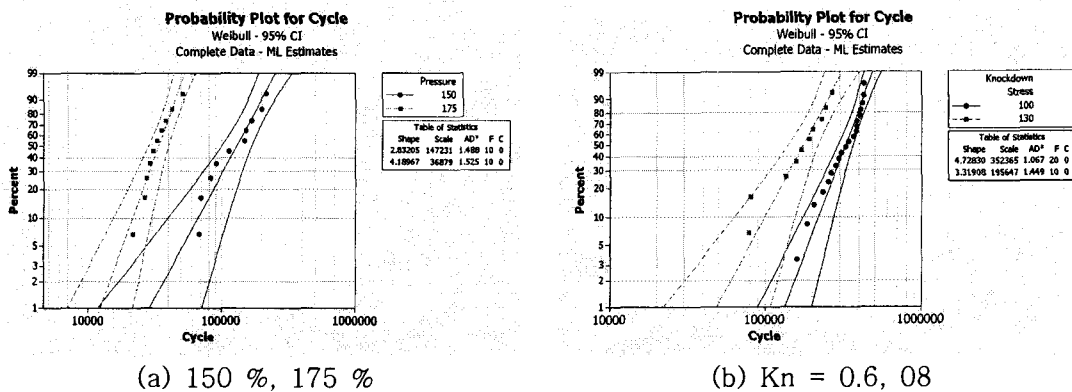 Probability Plot for Cycle
Weibull - 95% CI
Complete Data - ML Estimates
Percent
99
90
80
70
60
50
40
30
20
10
5
3
2
1
10000
100000
1000000
Cycle
Pressure
150
175
Table of Statistics
Shape Scale AD* F C
2.83205 147231 1.488 10 0
4.18967 36879 1.525 10 0
(a) 150 %, 175 %
Probability Plot for Cycle
Weibull - 95% CI
Complete Data - ML Estimates
Percent
99
90
80
70
60
50
40
30
20
10
5
3
2
1
10000
100000
1000000
Cycle
Knockdown
Stress
100
130
Table of Statistics
Shape Scale AD* F C
4.72830 352365 1.067 20 0
3.31908 195647 1.449 10 0
(b) Kn = 0.6, 08